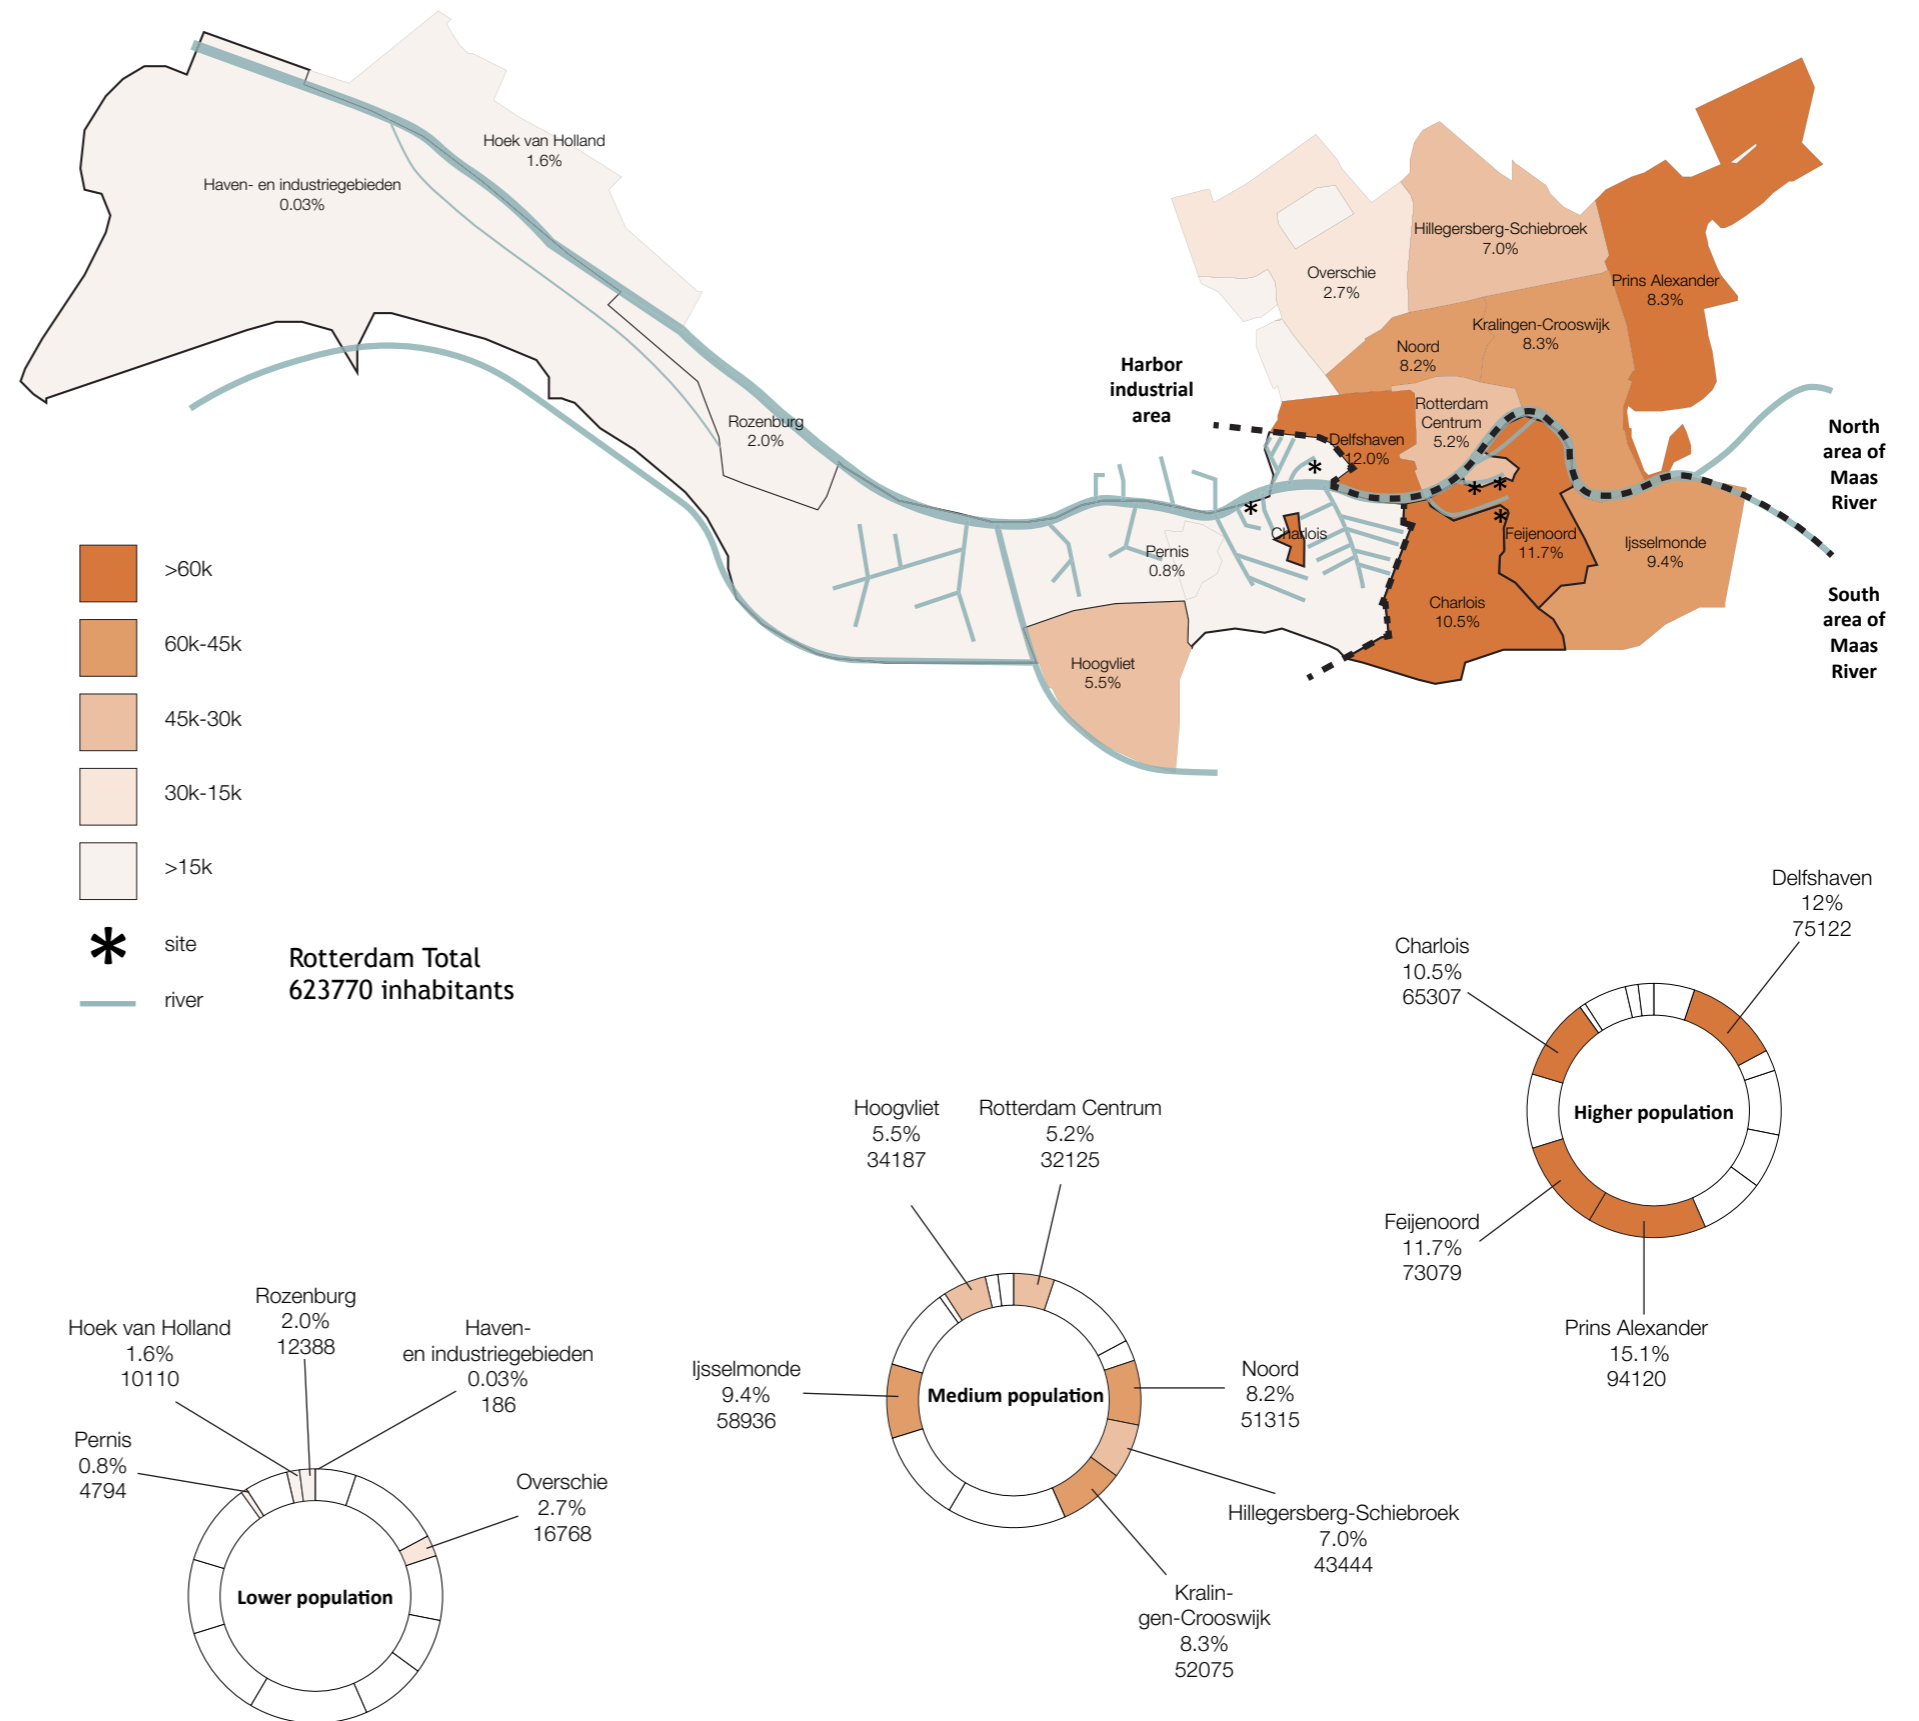 Hoek van Holland
1.6%
Haven- en industriegebieden
0.03%
Rozenburg
2.0%
Overschie
2.7%
Hillegersberg-Schiebroek
7.0%
Prins Alexander
8.3%
Kralingen-Crooswijk
8.3%
Noord
8.2%
Harbor
industrial
area
Rotterdam
Centrum
5.2%
Delfshaven
12.0%
North
area of
Maas
River
Charlois
Pernis
0.8%
Feijenoord
11.7%
Ijsselmonde
9.4%
Charlois
10.5%
South
area of
Maas
River
Hoogvliet
5.5%
>60k
60k-45k
45k-30k
30k-15k
>15k
* site
river
Rotterdam Total
623770 inhabitants
Delfshaven
12%
75122
Charlois
10.5%
65307
Higher population
Feijenoord
11.7%
73079
Prins Alexander
15.1%
94120
Hoogvliet
5.5%
34187
Rotterdam Centrum
5.2%
32125
Ijsselmonde
9.4%
58936
Medium population
Noord
8.2%
51315
Hillegersberg-Schiebroek
7.0%
43444
Kralin-
gen-Crooswijk
8.3%
52075
Rozenburg
2.0%
12388
Hoek van Holland
1.6%
10110
Haven-
en industriegebieden
0.03%
186
Pernis
0.8%
4794
Overschie
2.7%
16768
Lower population